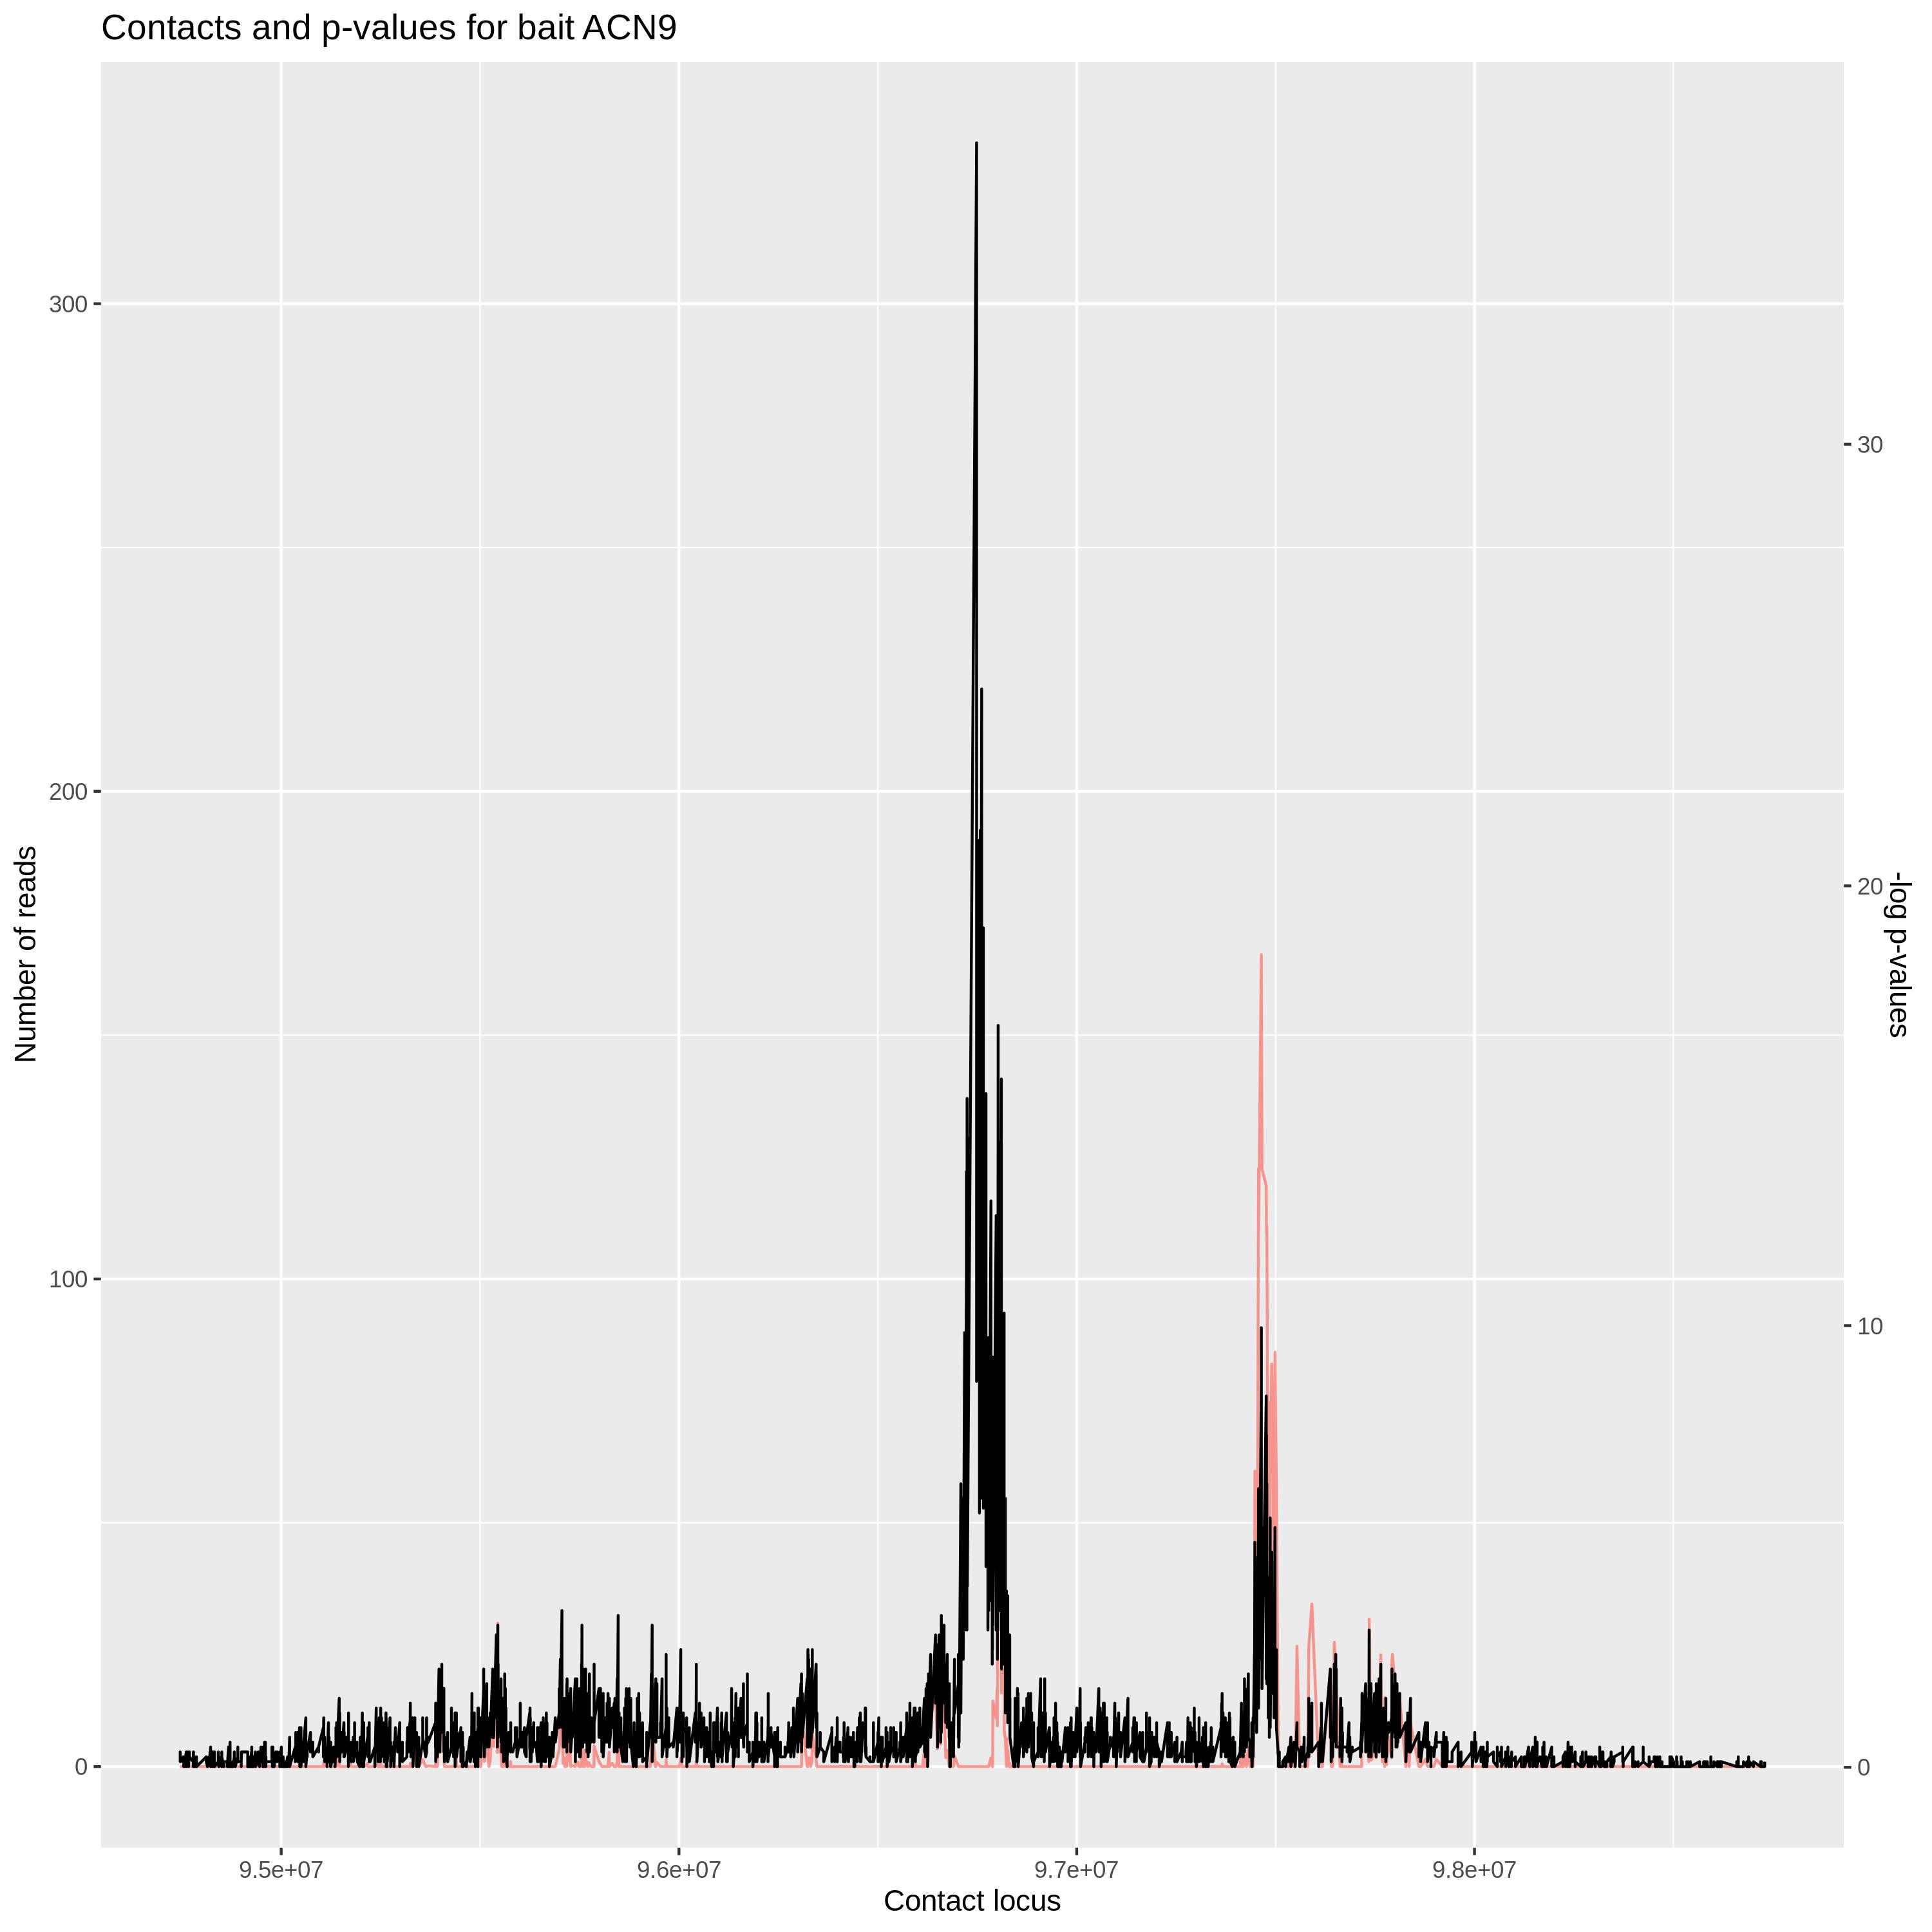 Contacts and p-values for bait ACN9
300
200
100
0
Number of reads
30
20
10
0
-log p-values
9.5e+07 9.6e+07 9.7e+07 9.8e+07
Contact locus